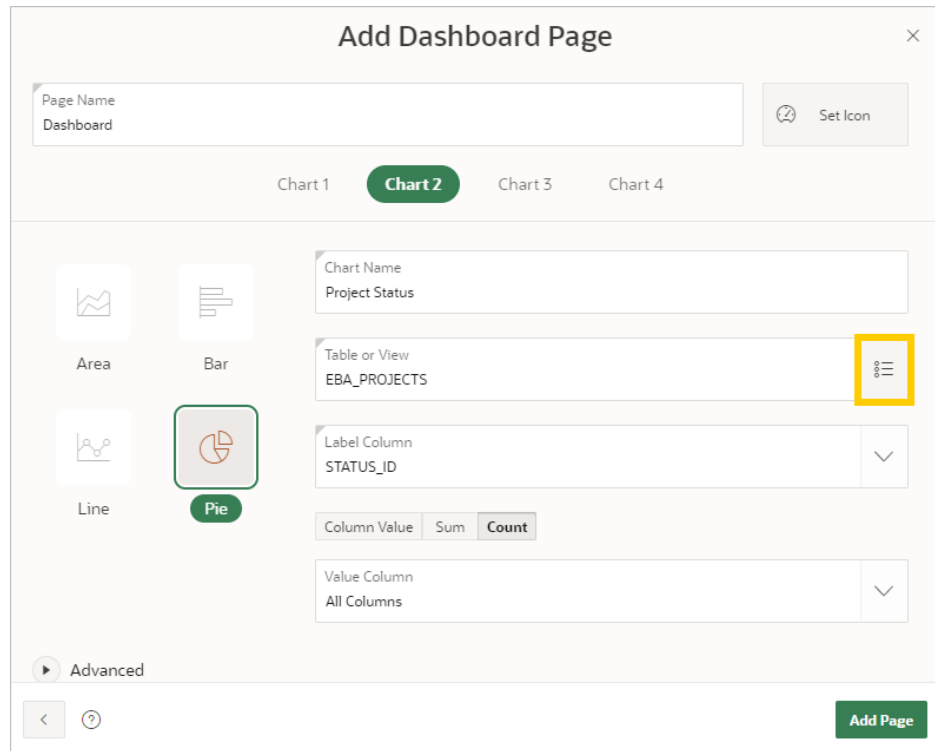 Add Dashboard Page
Page Name
Dashboard
Set Icon
Chart 1 Chart 2 Chart 3 Chart 4
Area
Bar
Line
Pie
Chart Name
Project Status
Table or View
EBA_PROJECTS
Label Column
STATUS_ID
Column Value Sum Count
Value Column
All Columns
Advanced
Add Page